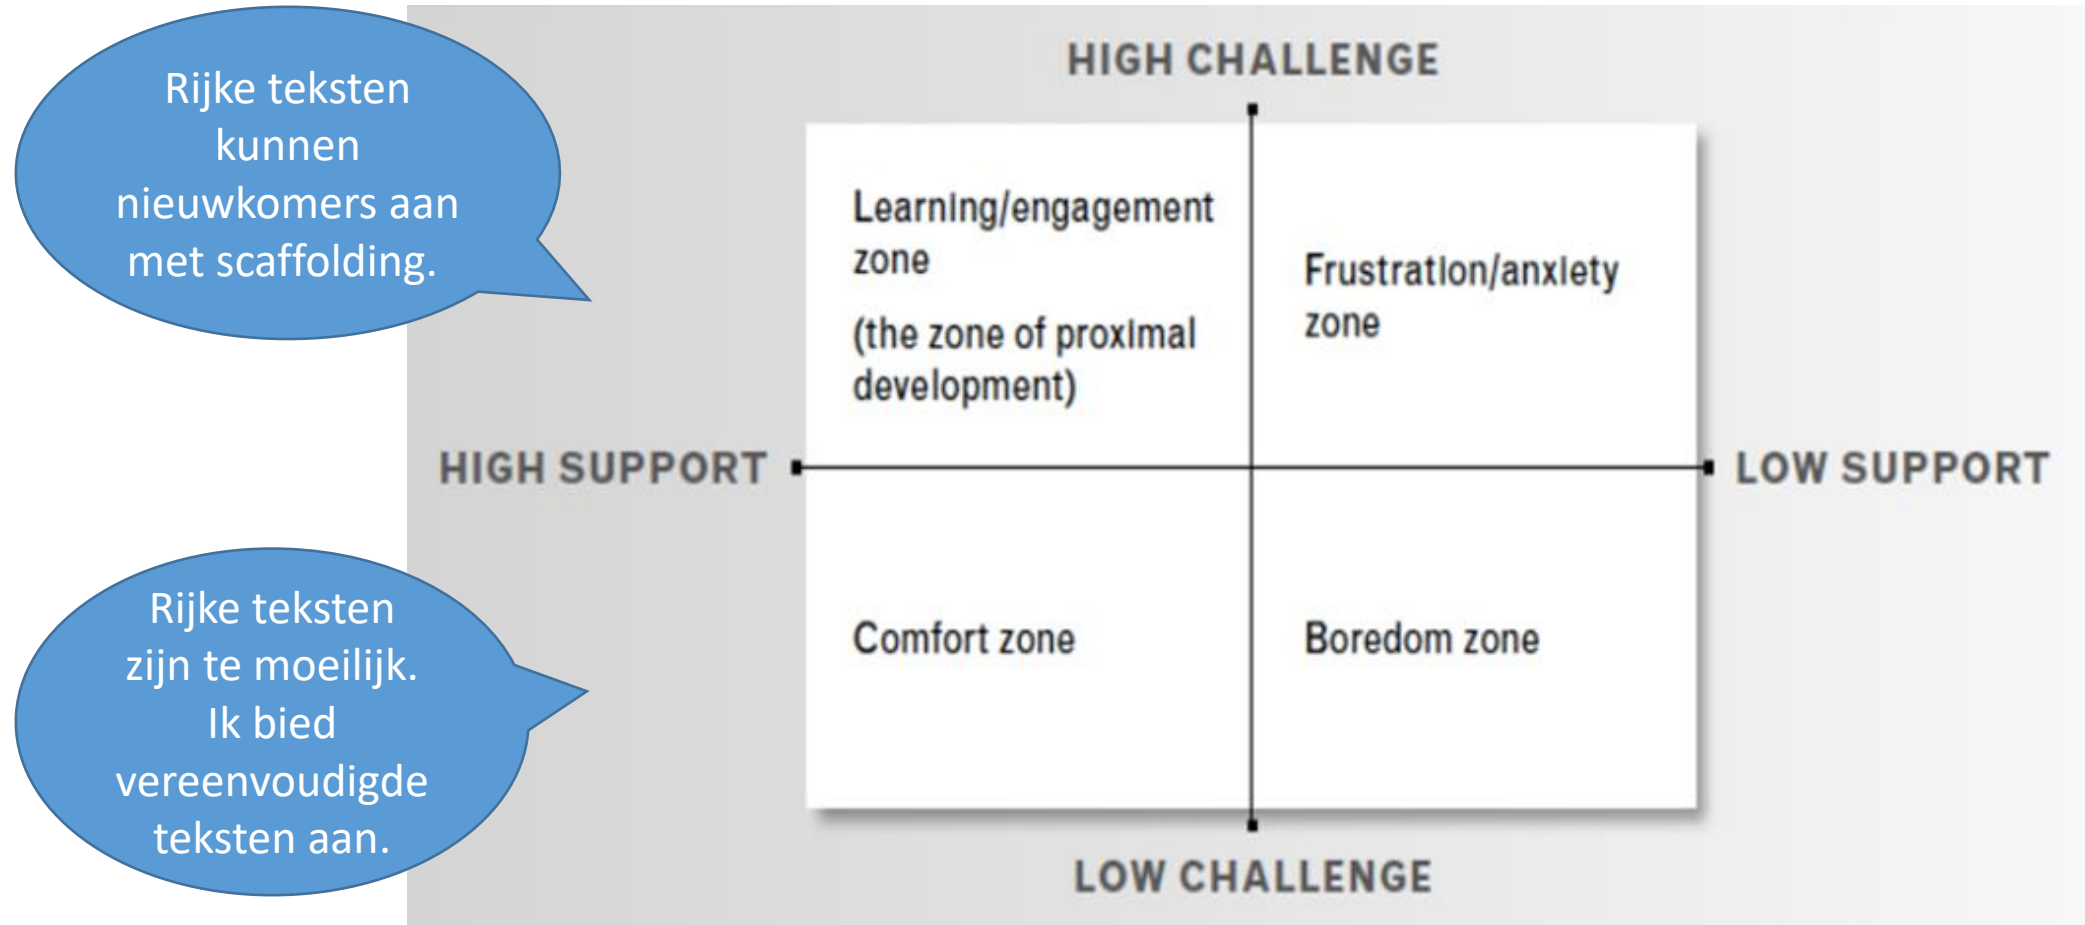 Rijke teksten
kunnen
nieuwkomers aan
met scaffolding.
HIGH CHALLENGE
Learning/engagement
zone
(the zone of proximal
development)
Frustration/anxiety
zone
HIGH SUPPORT
LOW SUPPORT
Rijke teksten
zijn te moeilijk.
Ik bied
vereenvoudigde
teksten aan.
Comfort zone
Boredom zone
LOW CHALLENGE